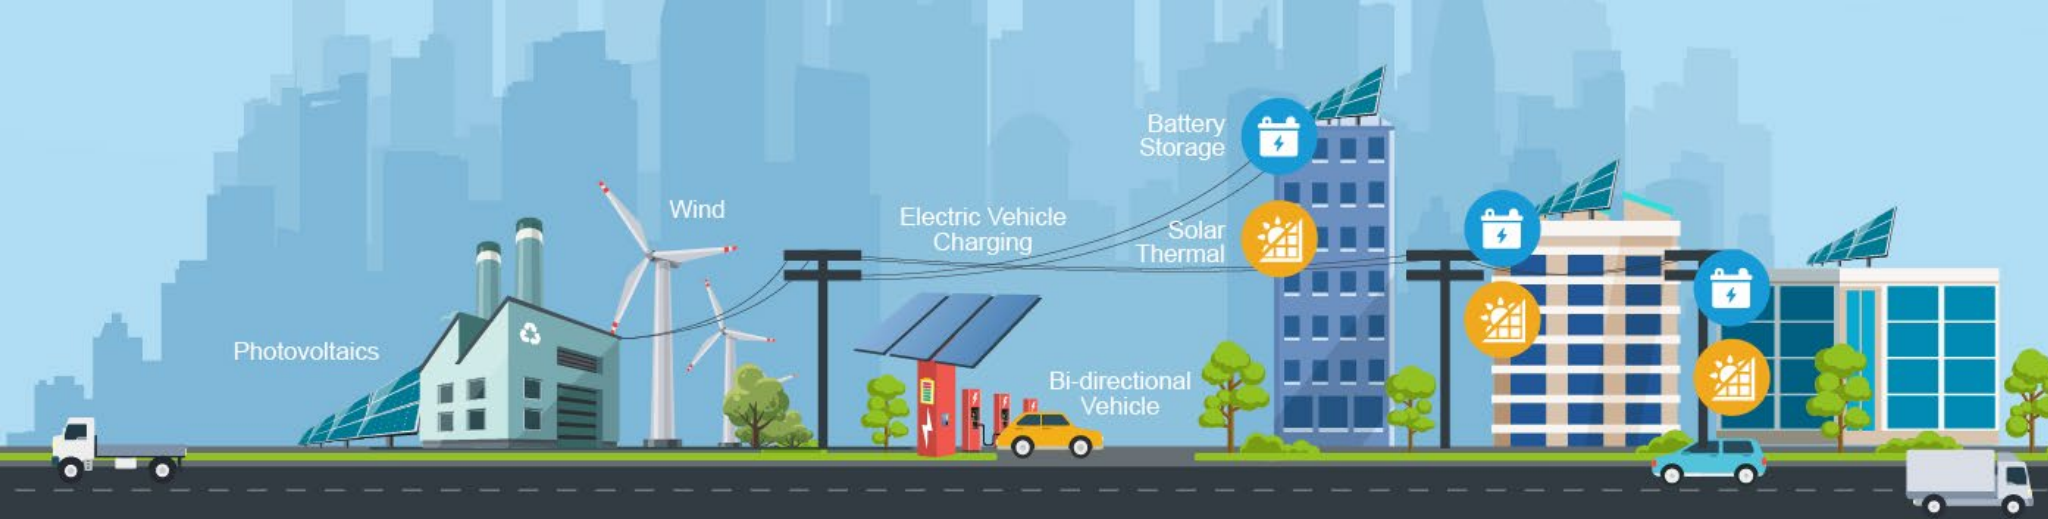 Photovoltaics
Wind
Electric Vehicle
Charging
Bi-directional
Vehicle
Battery
Storage
Solar
Thermal